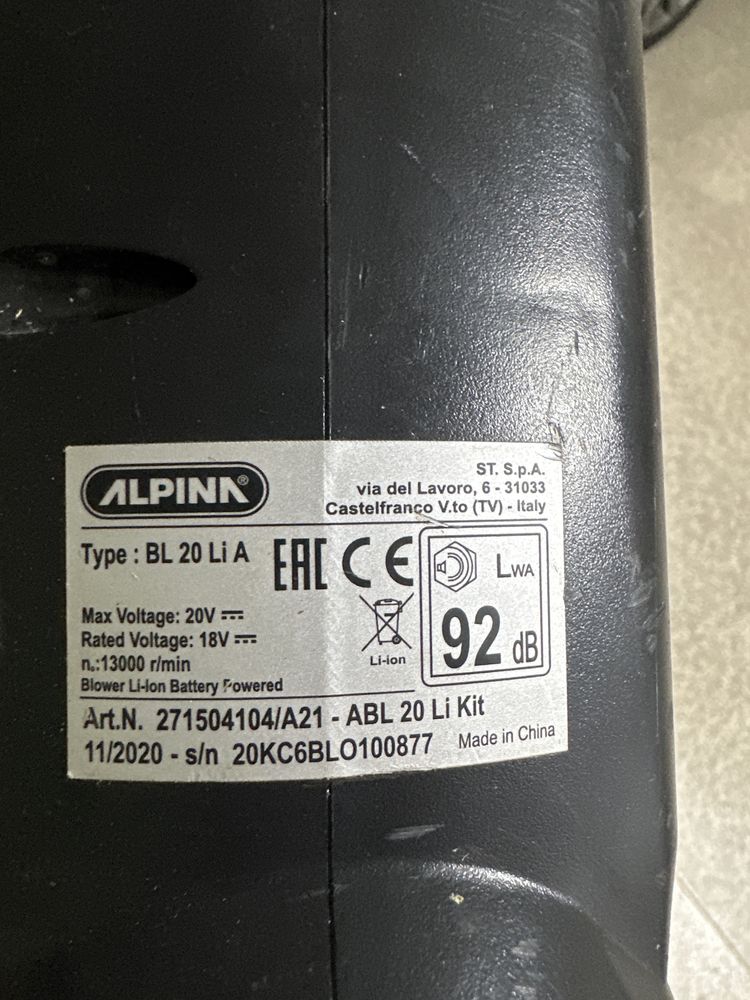 ALPINA®
ST. S.p.A.
via del Lavoro, 6 - 31033
Castelfranco V.to (TV) - Italy
Type : BL 20 Li A
EAC CE
LWA
92 dB
Max Voltage: 20V
Rated Voltage: 18V
n.:13000 r/min
Li-ion
Blower Li-Ion Battery Powered
Art.N. 271504104/A21 - ABL 20 Li Kit
11/2020 - s/n 20KC6BLO100877
Made in China